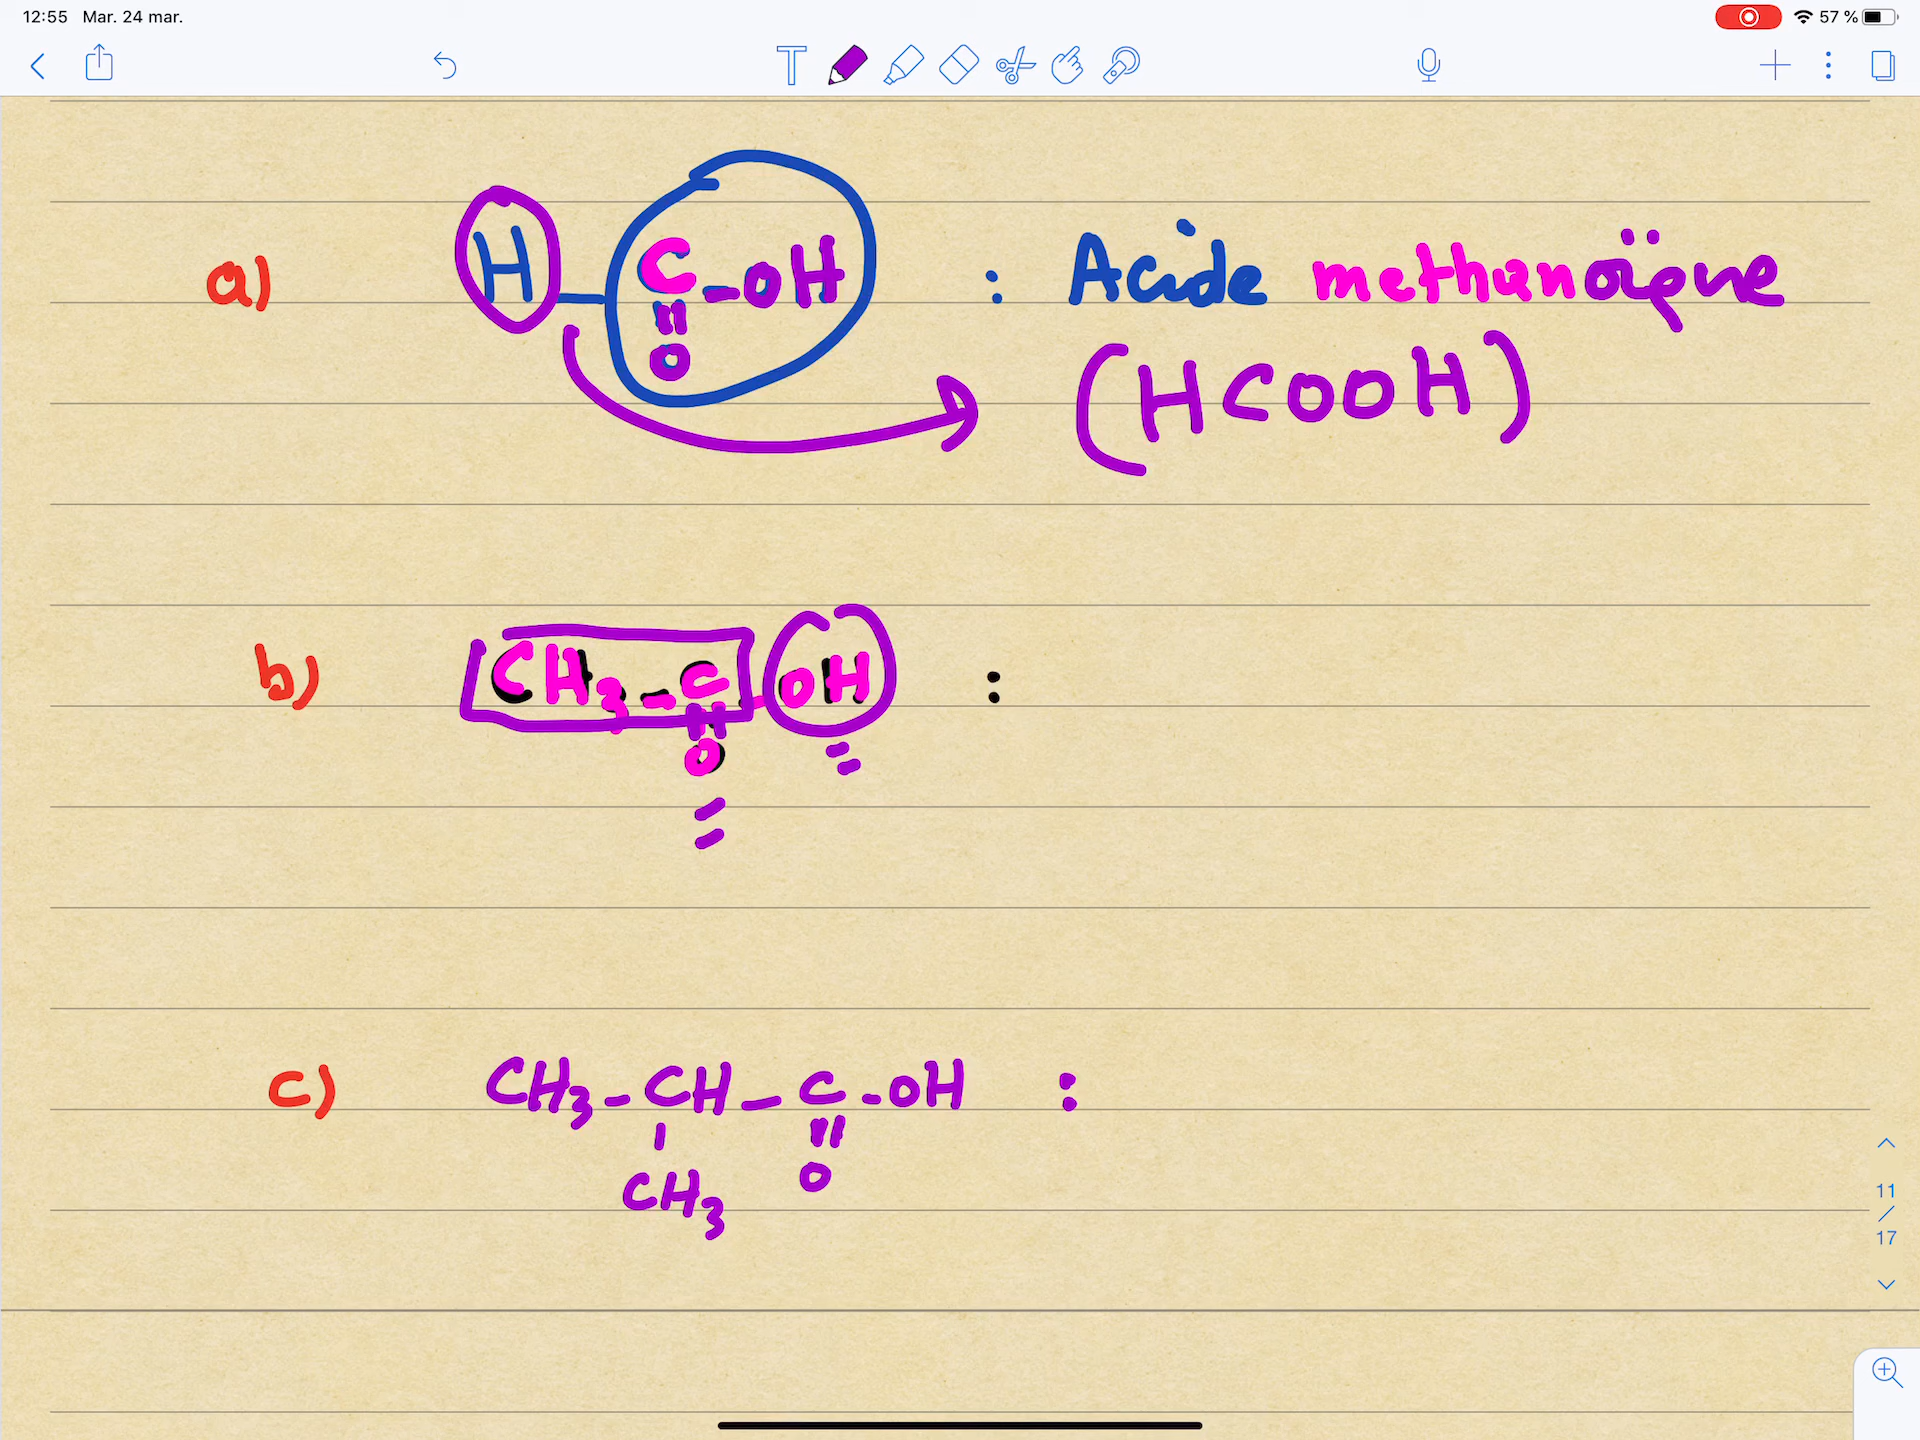 12:55 Mar. 24 mar. 57 %
T
a) H-C-OH : Acide methanoïque
||
O
(HCOOH)
b) CH3-C-OH :
||
O
c) CH3-CH-C-OH :
| ||
CH3 O
11
/
17